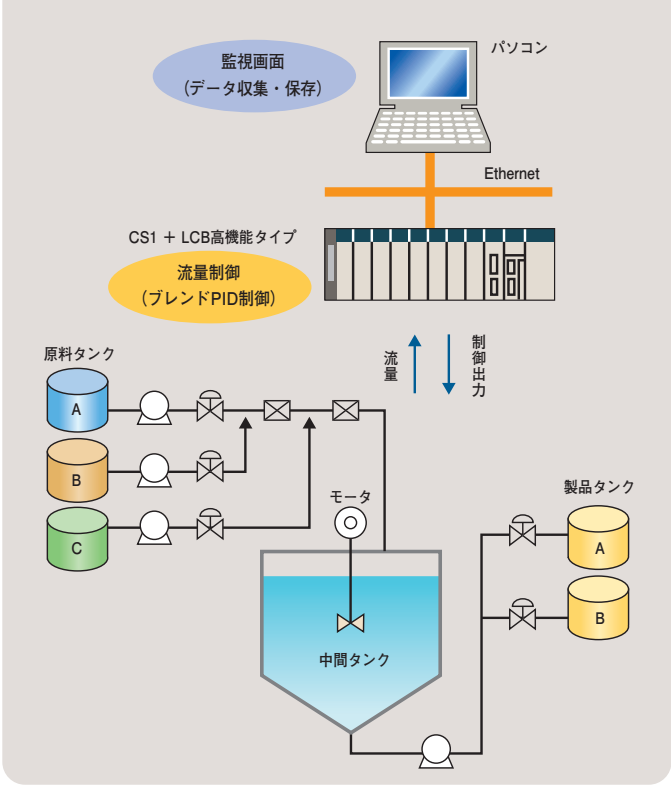 監視画面
(データ収集・保存)
パソコン
Ethernet
CS1 + LCB高機能タイプ
流量制御
(ブレンドPID制御)
流量
制御出力
原料タンク
A
B
C
モータ
製品タンク
A
B
中間タンク